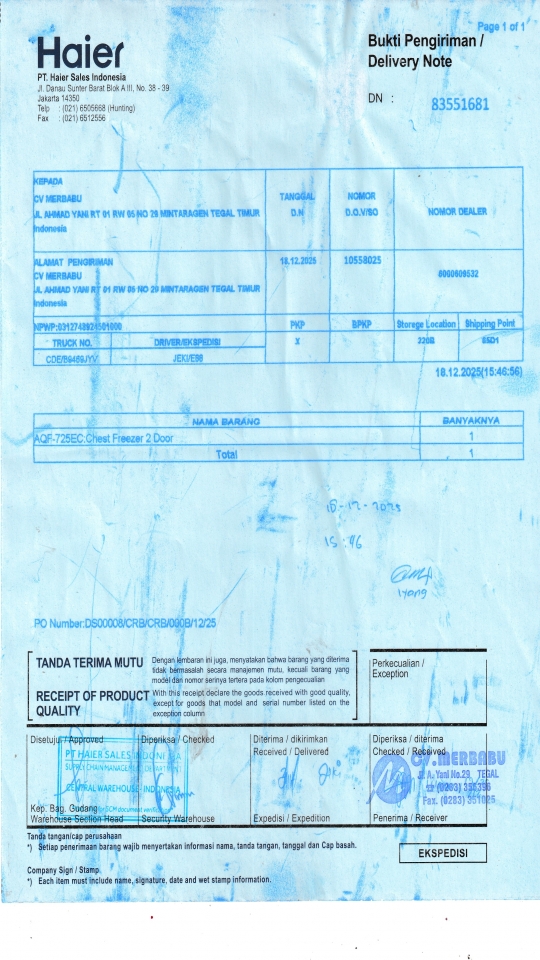 Page 1 of 1
Haier
Bukti Pengiriman /
Delivery Note
PT. Haier Sales Indonesia
Jl. Danau Sunter Barat Blok A III, No. 38 - 39
Jakarta 14350
Telp : (021) 6505668 (Hunting)
Fax : (021) 6512556
DN : 83551681
KEPADA
CV MERBABU
JL AHMAD YANI RT 01 RW 05 NO 29 MINTARAGEN TEGAL TIMUR
Indonesia
TANGGAL
D.N
NOMOR
D.O.V/SO
NOMOR DEALER
ALAMAT PENGIRIMAN
CV MERBABU
JL AHMAD YANI RT 01 RW 05 NO 29 MINTARAGEN TEGAL TIMUR
Indonesia
18.12.2025
10558025
0000609532
PKP BPKP Storage Location Shipping Point
TRUCK NO. DRIVER/EKSPEDISI X 220B
JEKI/E98
18.12.2025(15:46:56)
NAMA BARANG BANYAKNYA
AQF-725EC:Chest Freezer 2 Door 1
Total 1
18-12-2025
15:46
Iyang
PO Number:DS00008/CRB/CRB/000B/12/25
TANDA TERIMA MUTU
Dengan lembaran ini juga, menyatakan bahwa barang yang diterima
tidak bermasalah secara manajemen mutu, kecuali barang yang
model dan nomor serinya tertera pada kolom pengecualian
RECEIPT OF PRODUCT
QUALITY
With this receipt declare the goods received with good quality,
except for goods that model and serial number listed on the
exception column
Perkecualian /
Exception
Disetujui / Approved
Diperiksa / Checked
Diterima / dikirimkan
Received / Delivered
Diperiksa / diterima
Checked / Received
PT HAIER SALES INDONESIA
CENTRAL WAREHOUSE - INDONESIA
CV. MERBABU
Jl. A. Yani No.29 TEGAL
Fax. (0283) 351025
Kep. Bag. Gudang
Warehouse Section Head
Security Warehouse
Expedisi / Expedition
Penerima / Receiver
Tanda tangan/cap perusahaan
*) Setiap penerimaan barang wajib menyertakan informasi nama, tanda tangan, tanggal dan Cap basah.
EKSPEDISI
Company Sign / Stamp
*) Each item must include name, signature, date and wet stamp information.